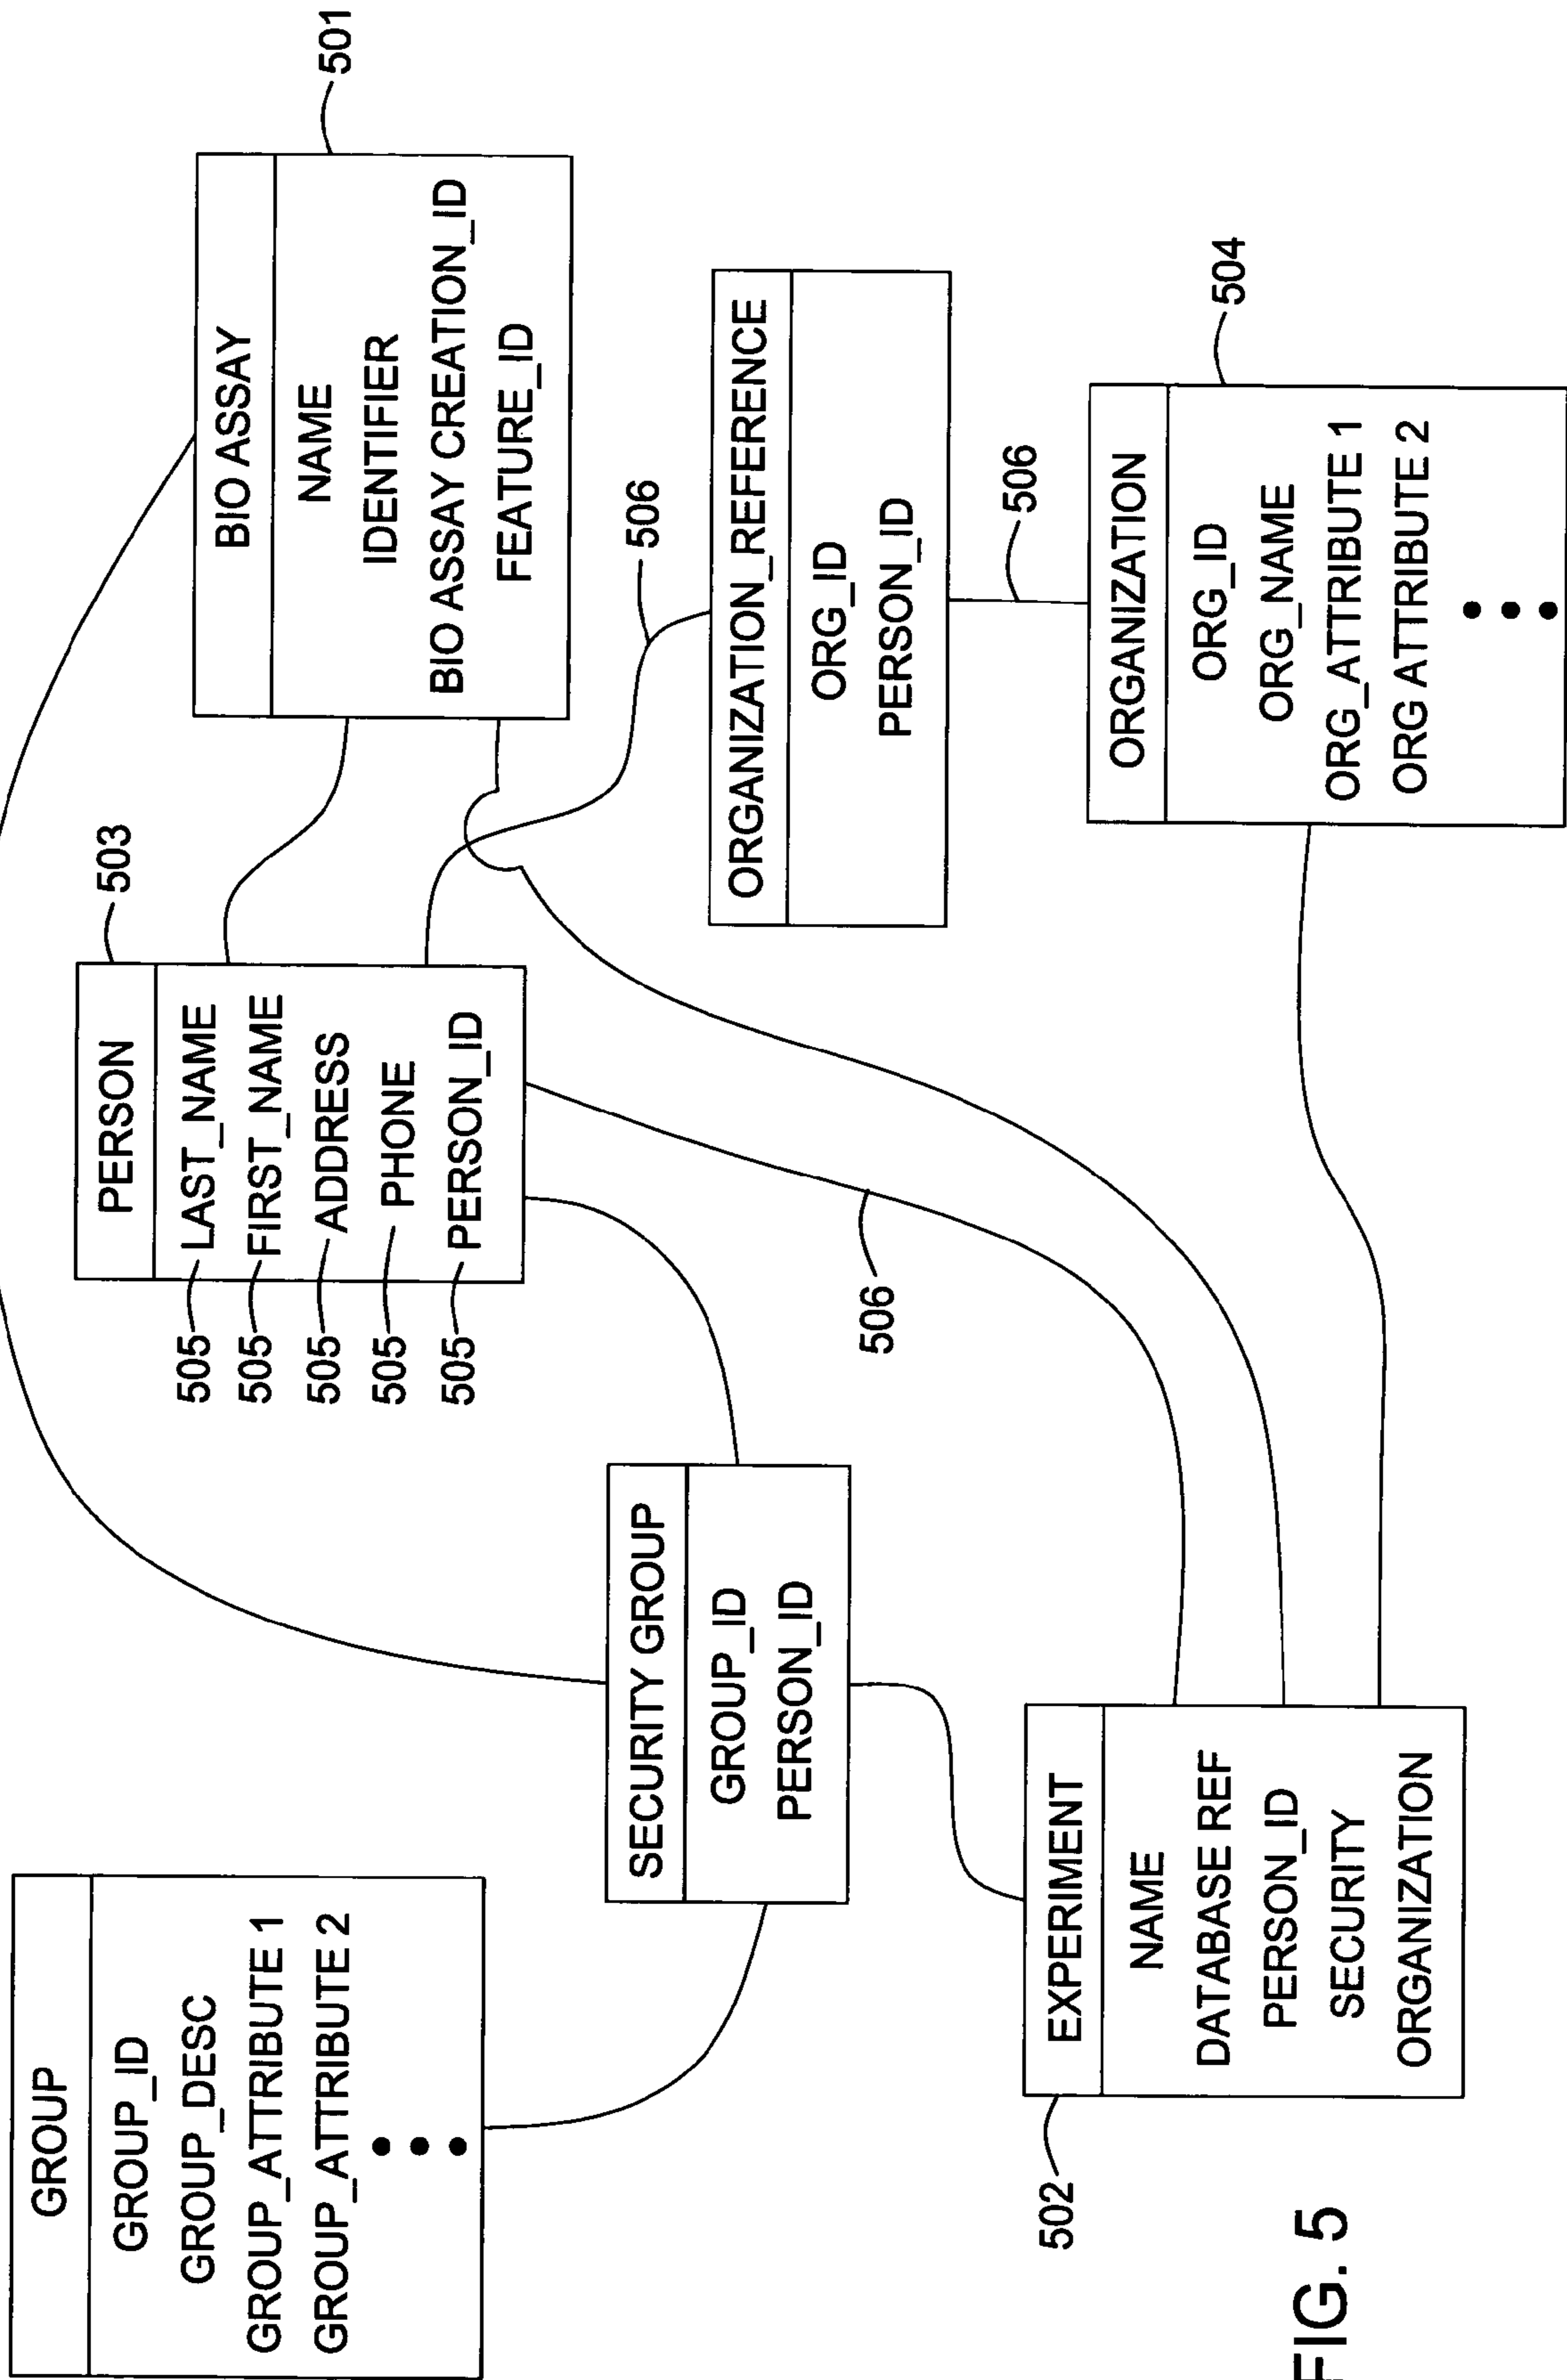 GROUP
GROUP_ID
GROUP_DESC
GROUP_ATTRIBUTE 1
GROUP_ATTRIBUTE 2
PERSON
503
505 LAST_NAME
505 FIRST_NAME
505 ADDRESS
505 PHONE
505 PERSON_ID
BIO ASSAY
501
NAME
IDENTIFIER
BIO ASSAY CREATION_ID
FEATURE_ID
SECURITY GROUP
GROUP_ID
PERSON_ID
506
506
ORGANIZATION_REFERENCE
ORG_ID
PERSON_ID
506
502
EXPERIMENT
NAME
DATABASE REF
PERSON_ID
SECURITY
ORGANIZATION
504
ORGANIZATION
ORG_ID
ORG_NAME
ORG_ATTRIBUTE 1
ORG ATTRIBUTE 2
FIG. 5